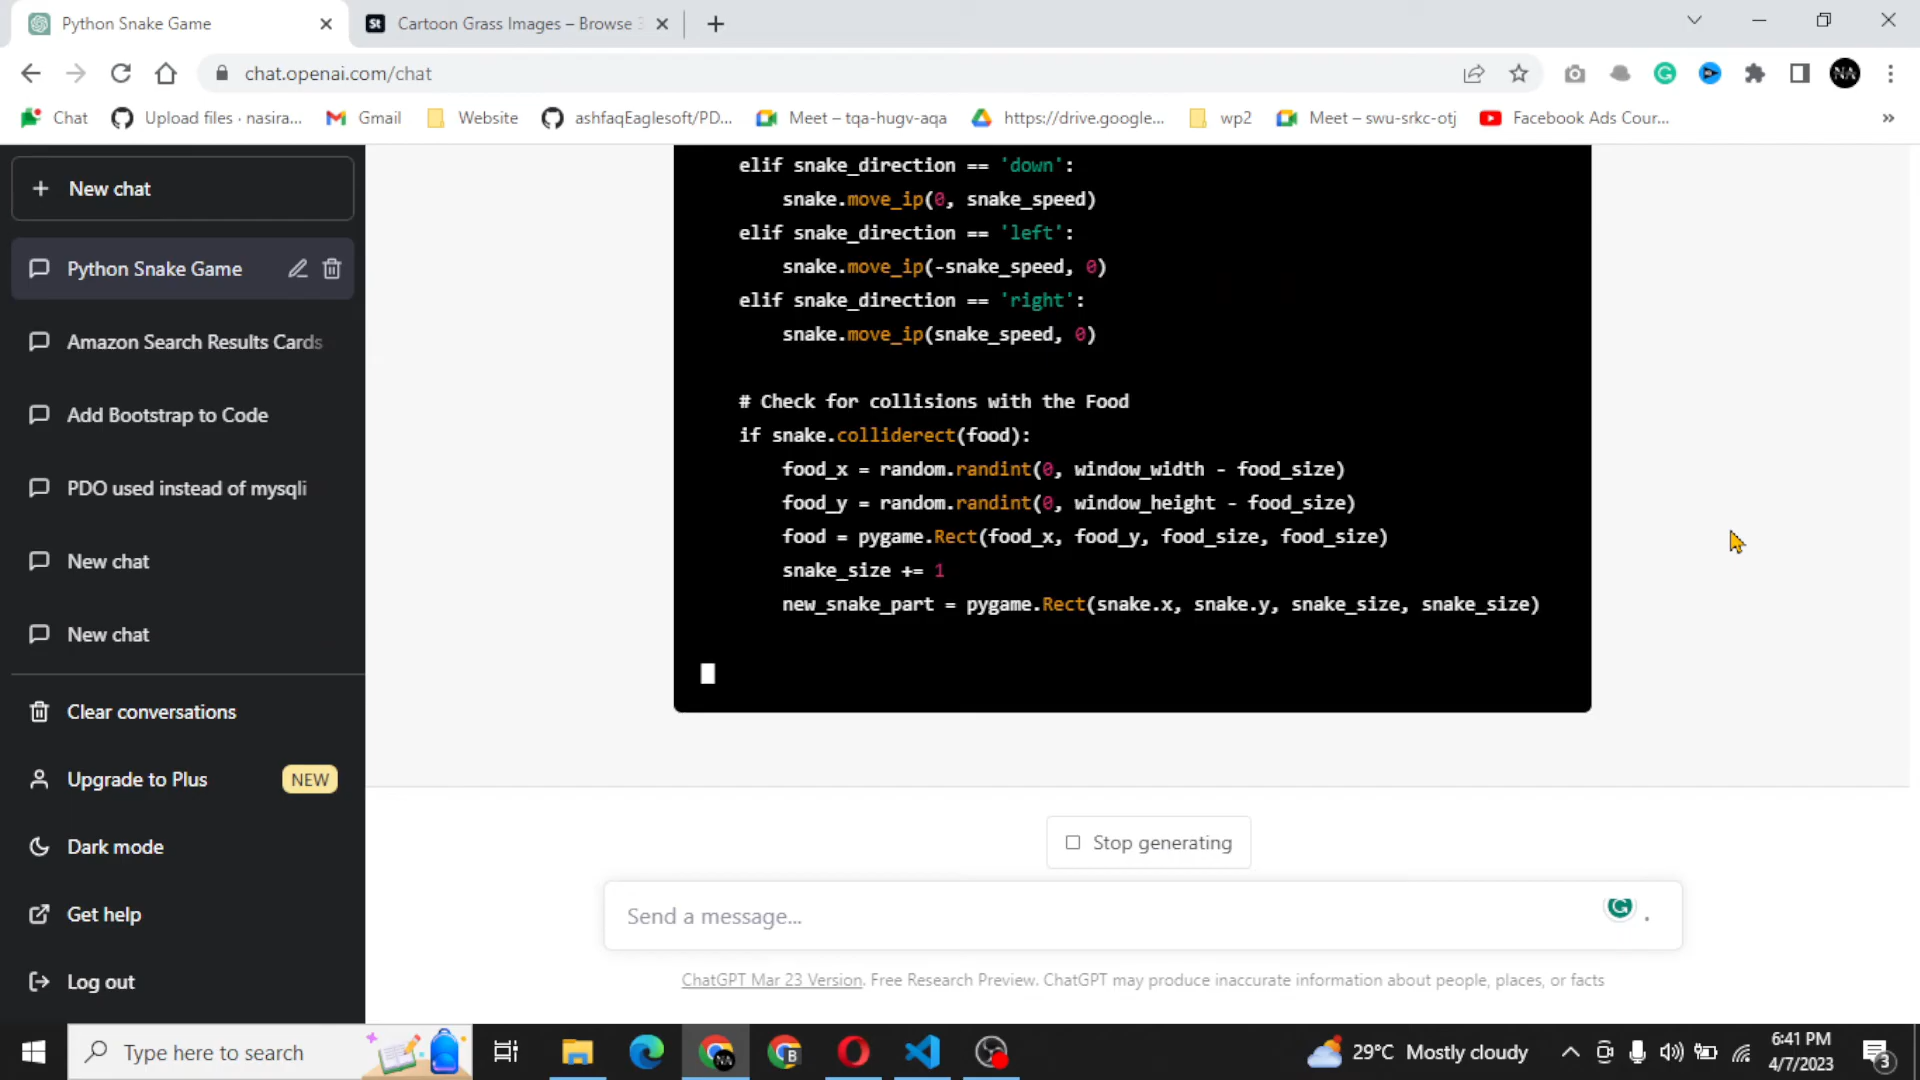 Python Snake Game
St Cartoon Grass Images – Browse
chat.openai.com/chat
NA
Chat
Upload files · nasira...
Gmail
Website
ashfaqEaglesoft/PD...
Meet – tqa-hugv-aqa
https://drive.google...
wp2
Meet – swu-srkc-otj
Facebook Ads Cour...
»
+ New chat
Python Snake Game
Amazon Search Results Cards
Add Bootstrap to Code
PDO used instead of mysqli
New chat
New chat
Clear conversations
Upgrade to Plus NEW
Dark mode
Get help
Log out
elif snake_direction == 'down':
snake.move_ip(0, snake_speed)
elif snake_direction == 'left':
snake.move_ip(-snake_speed, 0)
elif snake_direction == 'right':
snake.move_ip(snake_speed, 0)
# Check for collisions with the Food
if snake.colliderect(food):
food_x = random.randint(0, window_width - food_size)
food_y = random.randint(0, window_height - food_size)
food = pygame.Rect(food_x, food_y, food_size, food_size)
snake_size += 1
new_snake_part = pygame.Rect(snake.x, snake.y, snake_size, snake_size)
Stop generating
Send a message...
ChatGPT Mar 23 Version. Free Research Preview. ChatGPT may produce inaccurate information about people, places, or facts
Type here to search
NA
B
29°C Mostly cloudy
6:41 PM
4/7/2023
3